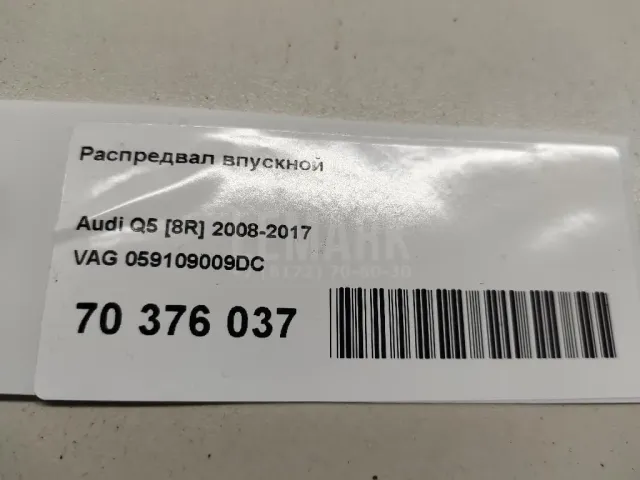 Распредвал впускной
Audi Q5 [8R] 2008-2017
VAG 059109009DC
70 376 037